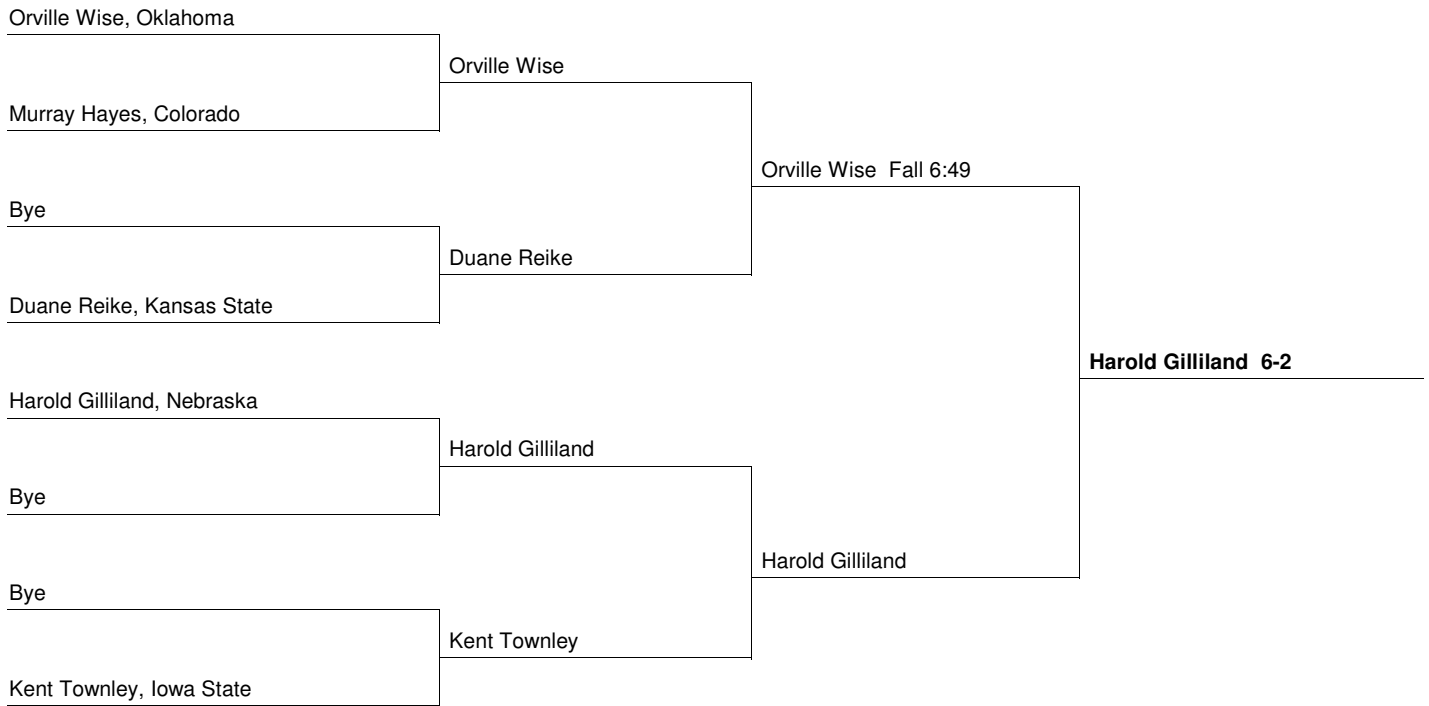 Orville Wise, Oklahoma
Orville Wise
Murray Hayes, Colorado
Orville Wise  Fall 6:49
Bye
Duane Reike
Duane Reike, Kansas State
Harold Gilliland  6-2
Harold Gilliland, Nebraska
Harold Gilliland
Bye
Harold Gilliland
Bye
Kent Townley
Kent Townley, Iowa State